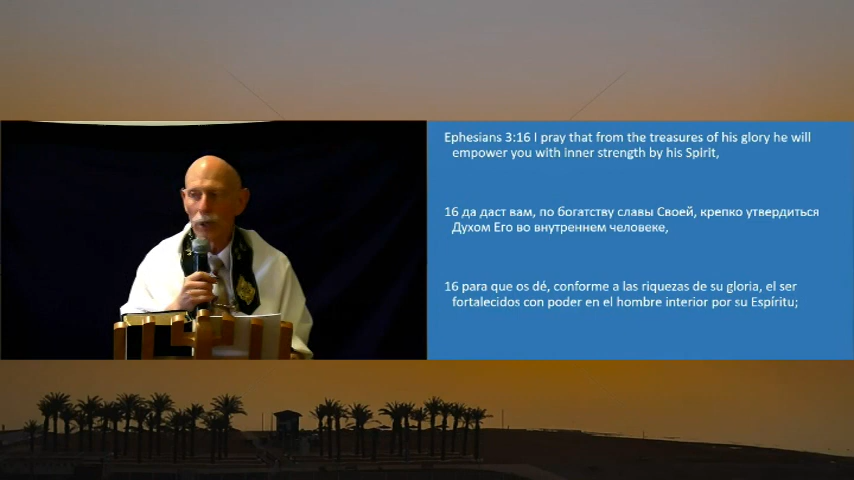 Ephesians 3:16 I pray that from the treasures of his glory he will
empower you with inner strength by his Spirit,
16 да даст вам, по богатству славы Своей, крепко утвердиться
Духом Его во внутреннем человеке,
16 para que os dé, conforme a las riquezas de su gloria, el ser
fortalecidos con poder en el hombre interior por su Espíritu;